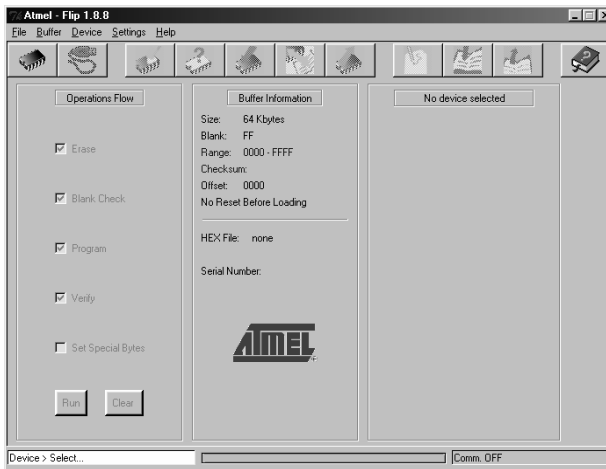 Atmel - Flip 1.8.8
File Buffer Device Settings Help
Operations Flow
Erase
Blank Check
Program
Verify
Set Special Bytes
Run Clear
Buffer Information
Size: 64 Kbytes
Blank: FF
Range: 0000 - FFFF
Checksum:
Offset: 0000
No Reset Before Loading
HEX File: none
Serial Number:
ATMEL
No device selected
Device > Select...
Comm. OFF